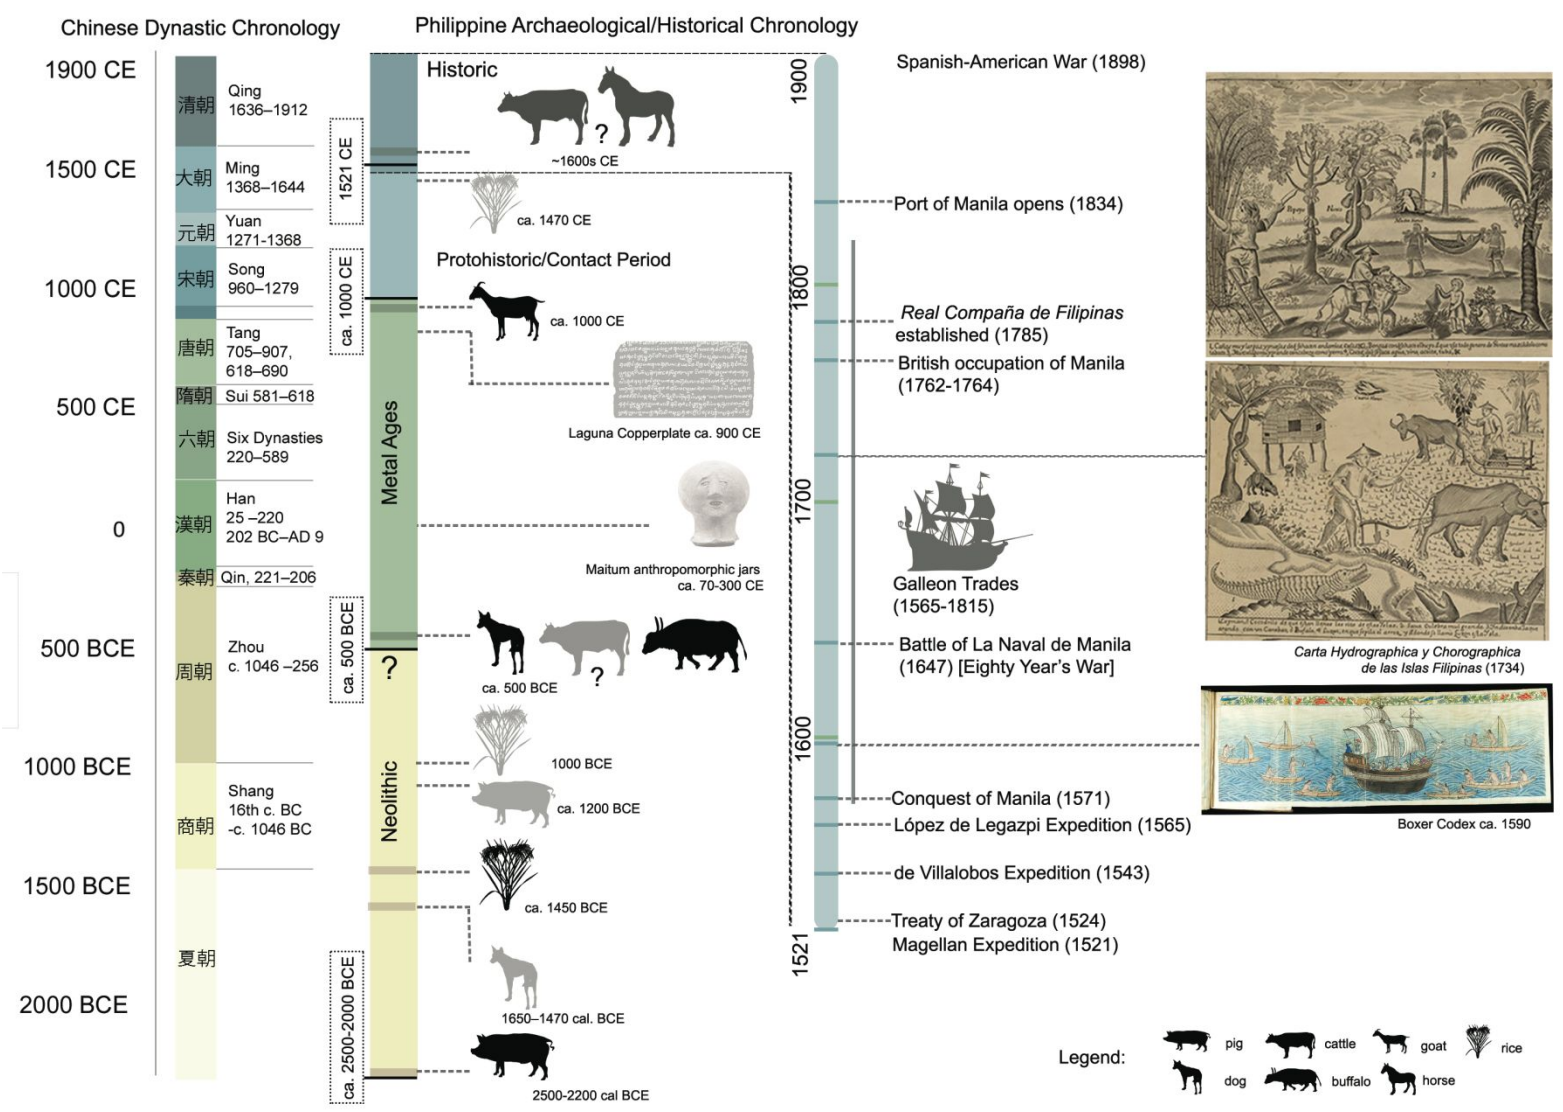 Chinese Dynastic Chronology
1900 CE
1500 CE
1000 CE
500 CE
0
500 BCE
1000 BCE
1500 BCE
2000 BCE
清朝
Qing
1636–1912
大朝
Ming
1368–1644
元朝
Yuan
1271-1368
宋朝
Song
960–1279
唐朝
Tang
705–907,
618–690
隋朝
Sui 581–618
六朝
Six Dynasties
220–589
漢朝
Han
25 –220
202 BC–AD 9
秦朝
Qin, 221–206
周朝
Zhou
c. 1046 –256
商朝
Shang
16th c. BC
-c. 1046 BC
夏朝
Philippine Archaeological/Historical Chronology
1521 CE
ca. 1000 CE
ca. 500 BCE
ca. 2500-2000 BCE
Metal Ages
?
Neolithic
Historic
?
~1600s CE
ca. 1470 CE
Protohistoric/Contact Period
ca. 1000 CE
Laguna Copperplate ca. 900 CE
Maitum anthropomorphic jars
ca. 70-300 CE
ca. 500 BCE
?
1000 BCE
ca. 1200 BCE
ca. 1450 BCE
1650–1470 cal. BCE
2500-2200 cal BCE
1900
1800
1700
1600
1521
Spanish-American War (1898)
Port of Manila opens (1834)
Real Compaña de Filipinas
established (1785)
British occupation of Manila
(1762-1764)
Galleon Trades
(1565-1815)
Battle of La Naval de Manila
(1647) [Eighty Year's War]
Conquest of Manila (1571)
López de Legazpi Expedition (1565)
de Villalobos Expedition (1543)
Treaty of Zaragoza (1524)
Magellan Expedition (1521)
Carta Hydrographica y Chorographica
de las Islas Filipinas (1734)
Boxer Codex ca. 1590
Legend:
pig
cattle
goat
rice
dog
buffalo
horse